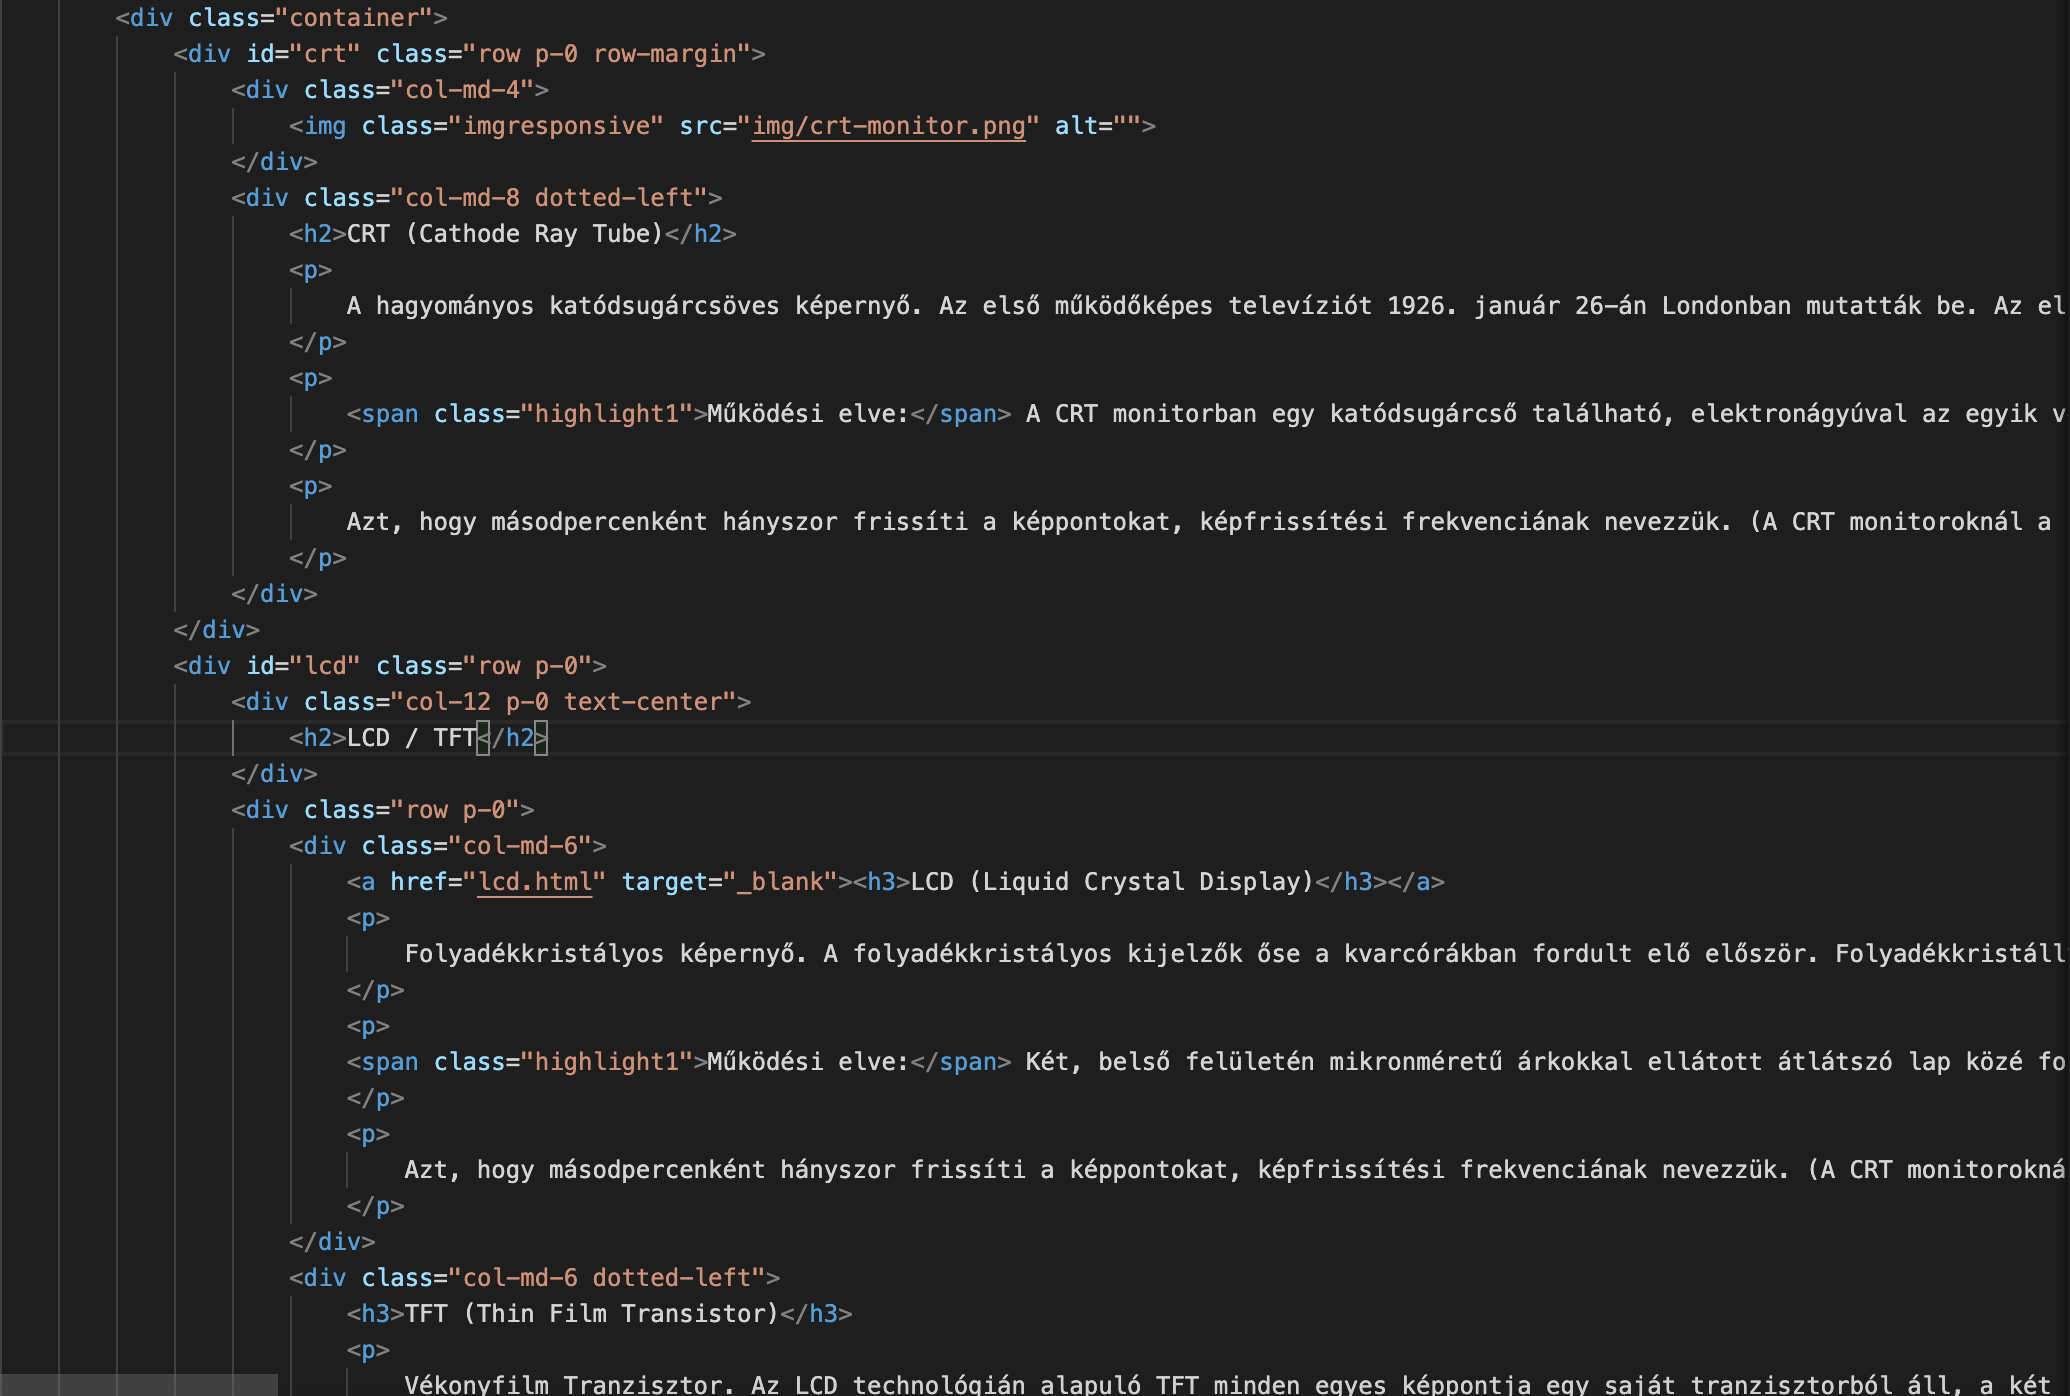 <div class="container">
<div id="crt" class="row p-0 row-margin">
<div class="col-md-4">
<img class="imgresponsive" src="img/crt-monitor.png" alt="">
</div>
<div class="col-md-8 dotted-left">
<h2>CRT (Cathode Ray Tube)</h2>
<p>
A hagyományos katódsugárcsöves képernyő. Az első működőképes televíziót 1926. január 26-án Londonban mutatták be. Az el
</p>
<p>
<span class="highlight1">Működési elve:</span> A CRT monitorban egy katódsugárcső található, elektronágyúval az egyik v
</p>
<p>
Azt, hogy másodpercenként hányszor frissíti a képpontokat, képfrissítési frekvenciának nevezzük. (A CRT monitoroknál a
</p>
</div>
</div>
<div id="lcd" class="row p-0">
<div class="col-12 p-0 text-center">
<h2>LCD / TFT</h2>
</div>
<div class="row p-0">
<div class="col-md-6">
<a href="lcd.html" target="_blank"><h3>LCD (Liquid Crystal Display)</h3></a>
<p>
Folyadékkristályos képernyő. A folyadékkristályos kijelzők őse a kvarcórákban fordult elő először. Folyadékkristáll
</p>
<p>
<span class="highlight1">Működési elve:</span> Két, belső felületén mikronméretű árkokkal ellátott átlátszó lap közé fo
</p>
<p>
Azt, hogy másodpercenként hányszor frissíti a képpontokat, képfrissítési frekvenciának nevezzük. (A CRT monitorokná
</p>
</div>
<div class="col-md-6 dotted-left">
<h3>TFT (Thin Film Transistor)</h3>
<p>
Vékonyfilm Tranzisztor. Az LCD technológián alapuló TFT minden egyes képpontja egy saját tranzisztorból áll, a két